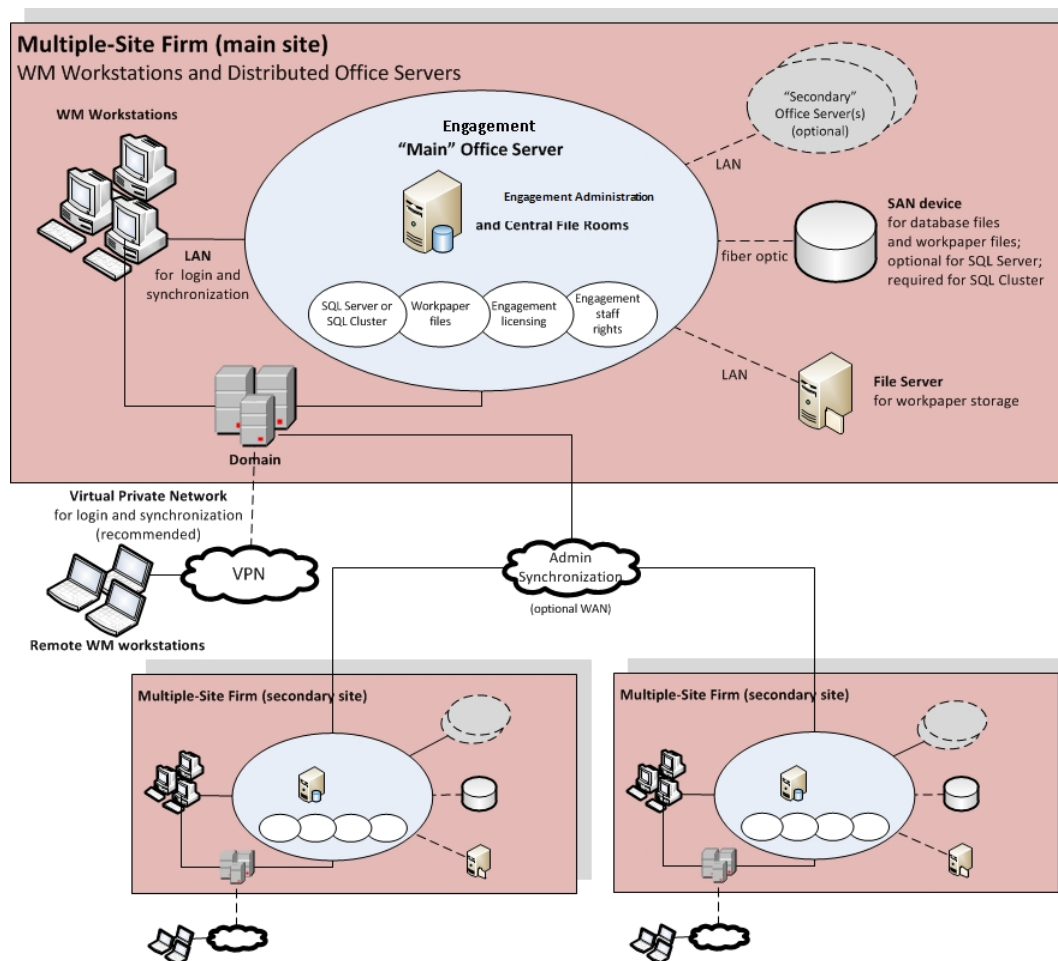 Multiple-Site Firm (main site)
WM Workstations and Distributed Office Servers
WM Workstations
Engagement
“Main” Office Server
Engagement Administration
and Central File Rooms
SQL Server or
SQL Cluster
Workpaper
files
Engagement
licensing
Engagement
staff
rights
LAN
for login and
synchronization
“Secondary”
Office Server(s)
(optional)
LAN
SAN device
for database files
and workpaper files;
optional for SQL Server;
required for SQL Cluster
fiber optic
LAN
File Server
for workpaper storage
Domain
Virtual Private Network
for login and synchronization
(recommended)
VPN
Remote WM workstations
Admin
Synchronization
(optional WAN)
Multiple-Site Firm (secondary site)
Multiple-Site Firm (secondary site)